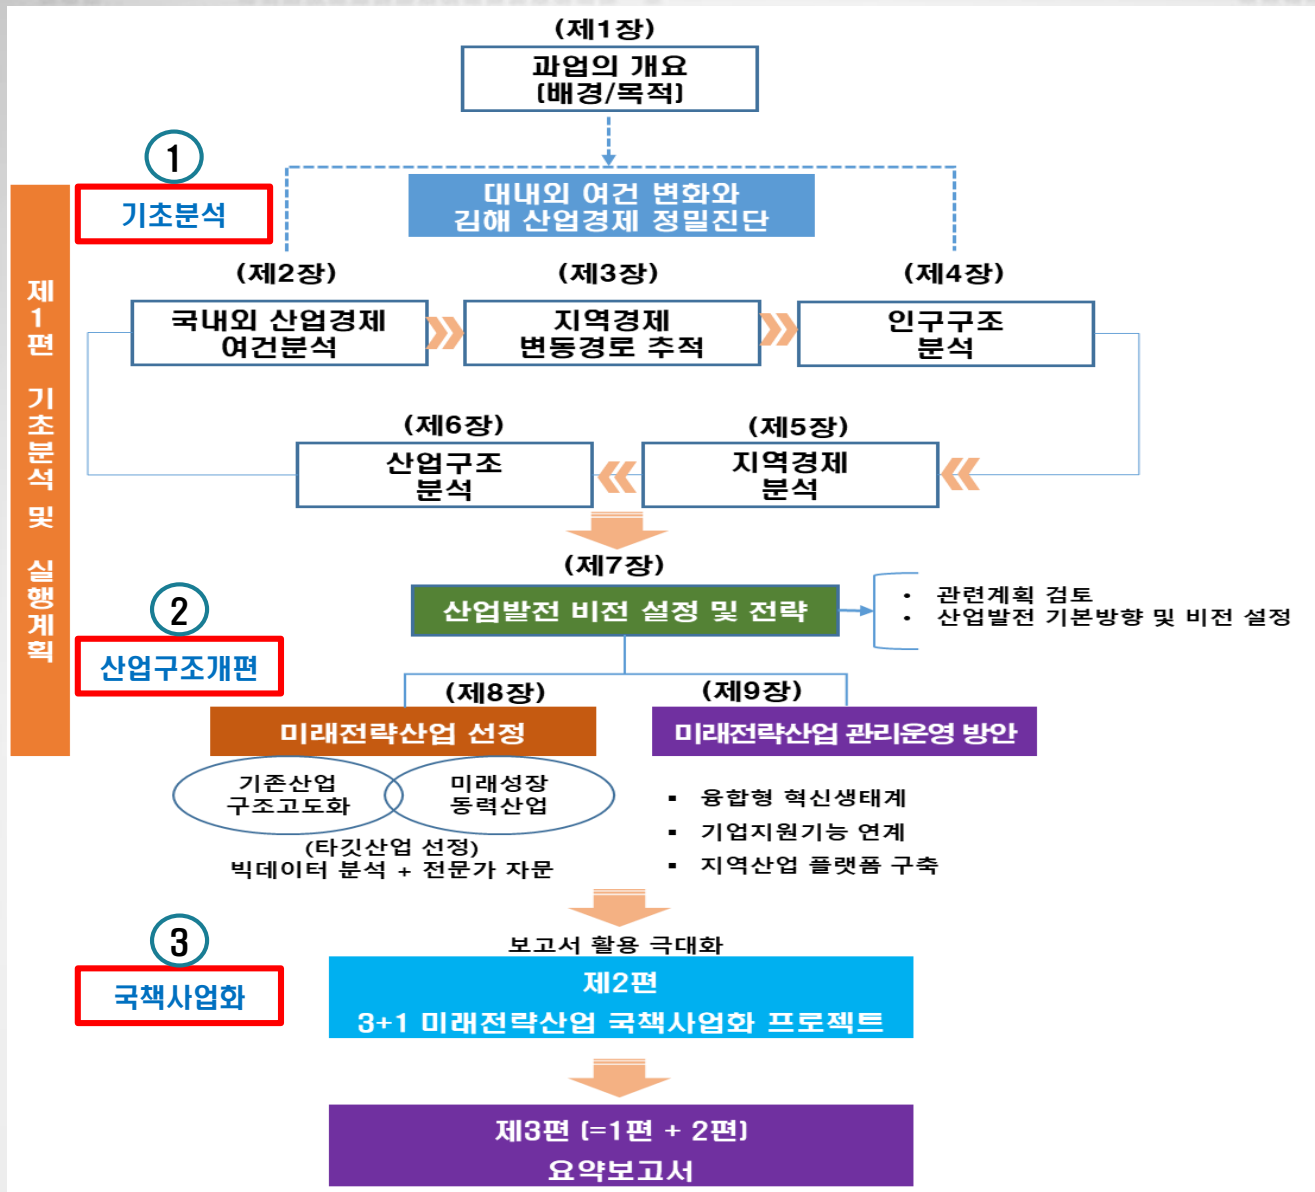 (제1장)
과업의 개요
(배경/목적)
①
기초분석
대내외 여건 변화와
김해 산업경제 정밀진단
제1편 기초분석 및 실행계획
(제2장)
국내외 산업경제
여건분석
(제3장)
지역경제
변동경로 추적
(제4장)
인구구조
분석
(제5장)
지역경제
분석
(제6장)
산업구조
분석
(제7장)
산업발전 비전 설정 및 전략
• 관련계획 검토
• 산업발전 기본방향 및 비전 설정
②
산업구조개편
(제8장)
미래전략산업 선정
기존산업
구조고도화
미래성장
동력산업
(타깃산업 선정)
빅데이터 분석 + 전문가 자문
(제9장)
미래전략산업 관리운영 방안
▪ 융합형 혁신생태계
▪ 기업지원기능 연계
▪ 지역산업 플랫폼 구축
③
국책사업화
보고서 활용 극대화
제2편
3+1 미래전략산업 국책사업화 프로젝트
제3편 (=1편 + 2편)
요약보고서